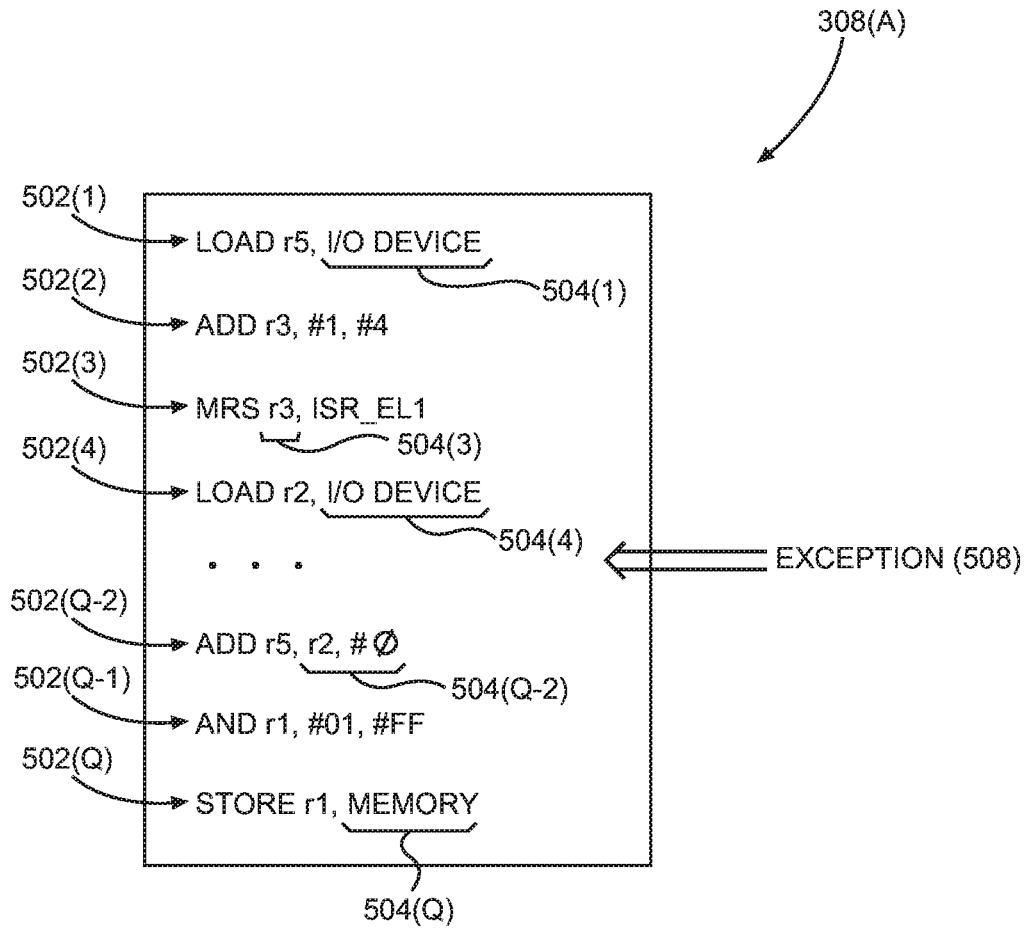 308(A)
502(1)
LOAD r5, I/O DEVICE
504(1)
502(2)
ADD r3, #1, #4
502(3)
MRS r3, ISR_EL1
504(3)
502(4)
LOAD r2, I/O DEVICE
504(4)
. . .
EXCEPTION (508)
502(Q-2)
ADD r5, r2, #Ø
504(Q-2)
502(Q-1)
AND r1, #01, #FF
502(Q)
STORE r1, MEMORY
504(Q)